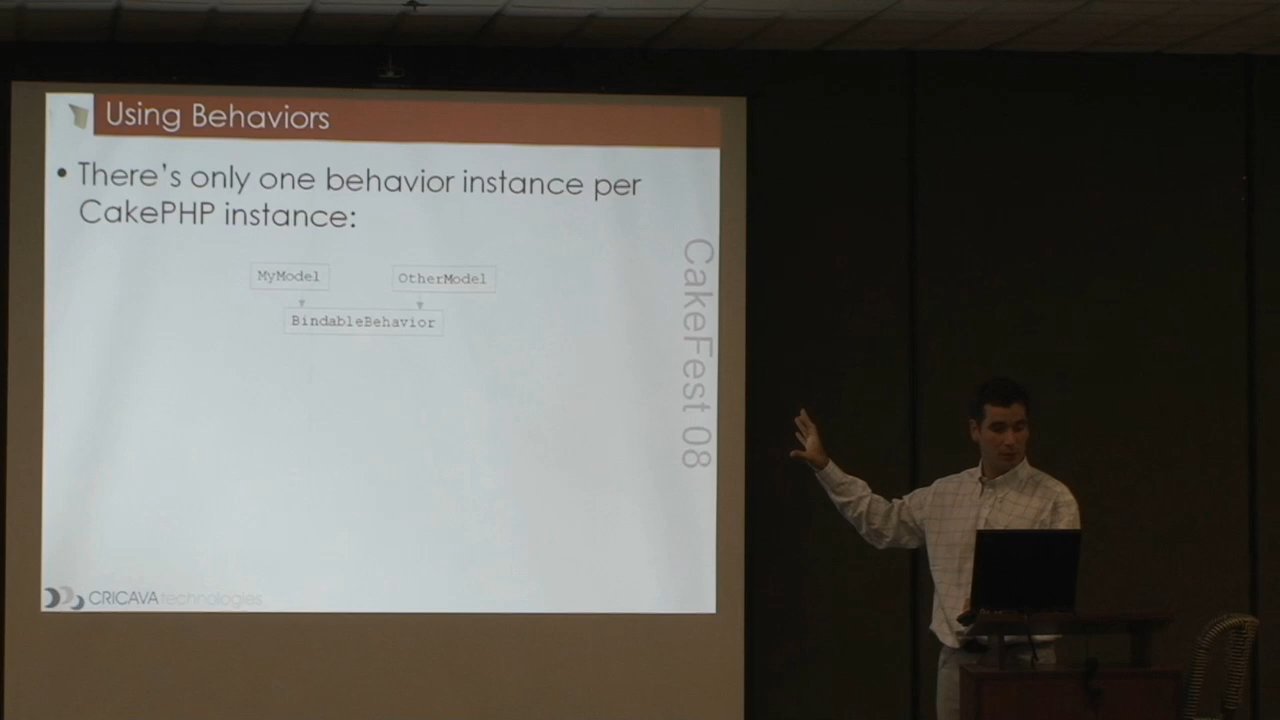 Using Behaviors
• There's only one behavior instance per
CakePHP instance:
MyModel
OtherModel
BindableBehavior
CakeFest 08
CRICAVA technologies